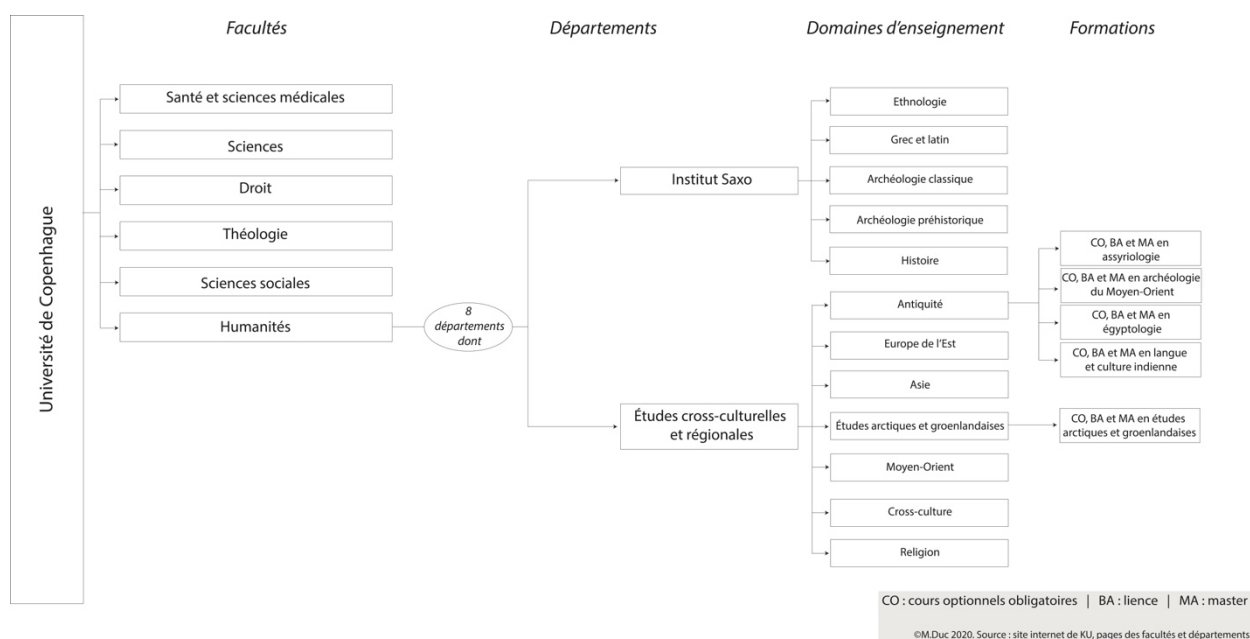 Facultés
Départements
Domaines d'enseignement
Formations
Université de Copenhague
Santé et sciences médicales
Sciences
Droit
Théologie
Sciences sociales
Humanités
8
départements
dont
Institut Saxo
Études cross-culturelles
et régionales
Ethnologie
Grec et latin
Archéologie classique
Archéologie préhistorique
Histoire
Antiquité
Europe de l'Est
Asie
Études arctiques et groenlandaises
Moyen-Orient
Cross-culture
Religion
CO, BA et MA en
assyriologie
CO, BA et MA en archéologie
du Moyen-Orient
CO, BA et MA en
égyptologie
CO, BA et MA en langue
et culture indienne
CO, BA et MA en études
arctiques et groenlandaises
CO : cours optionnels obligatoires | BA : lience | MA : master
©M.Duc 2020. Source : site internet de KU, pages des facultés et départements